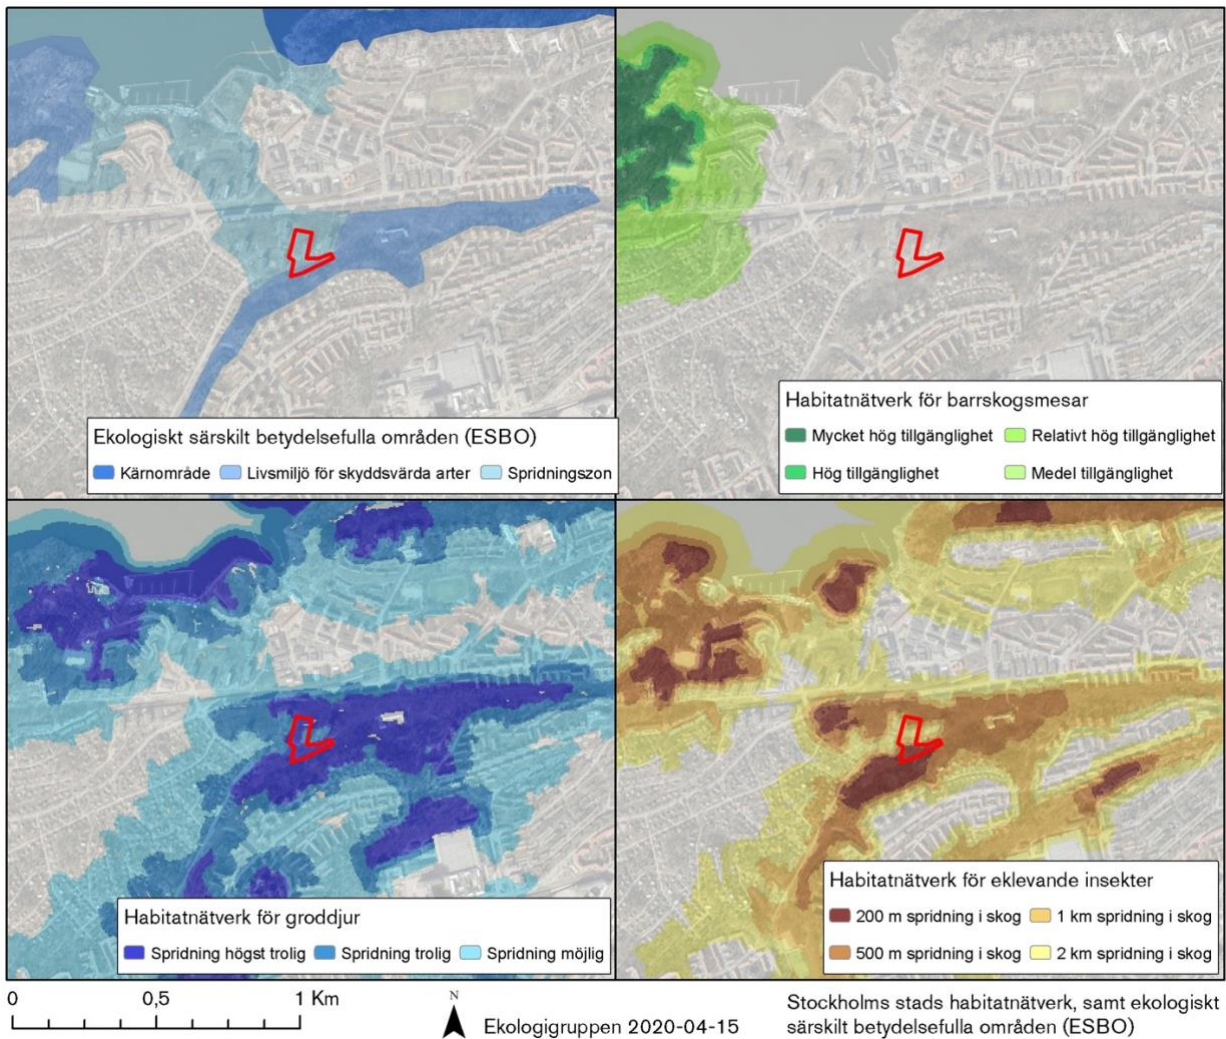 Ekologiskt särskilt betydelsefulla områden (ESBO)
Kärnområde Livsmiljö för skyddsvärda arter Spridningszon
Habitatnätverk för barrskogsmesar
Mycket hög tillgänglighet Relativt hög tillgänglighet
Hög tillgänglighet Medel tillgänglighet
Habitatnätverk för groddjur
Spridning högst trolig Spridning trolig Spridning möjlig
Habitatnätverk för eklevande insekter
200 m spridning i skog 1 km spridning i skog
500 m spridning i skog 2 km spridning i skog
0 0,5 1 Km
N
Ekologigruppen 2020-04-15
Stockholms stads habitatnätverk, samt ekologiskt
särskilt betydelsefulla områden (ESBO)